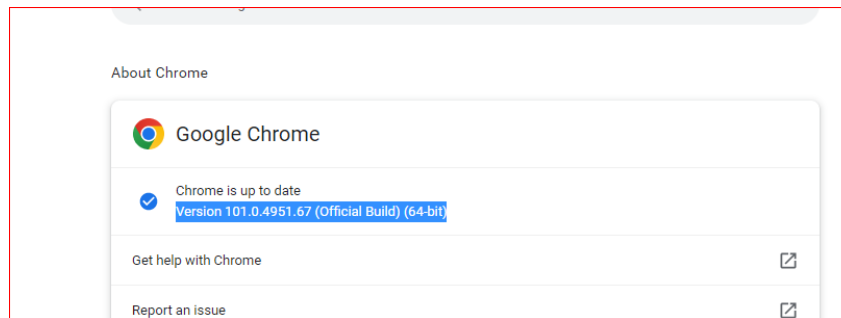 About Chrome
Google Chrome
Chrome is up to date
Version 101.0.4951.67 (Official Build) (64-bit)
Get help with Chrome
Report an issue